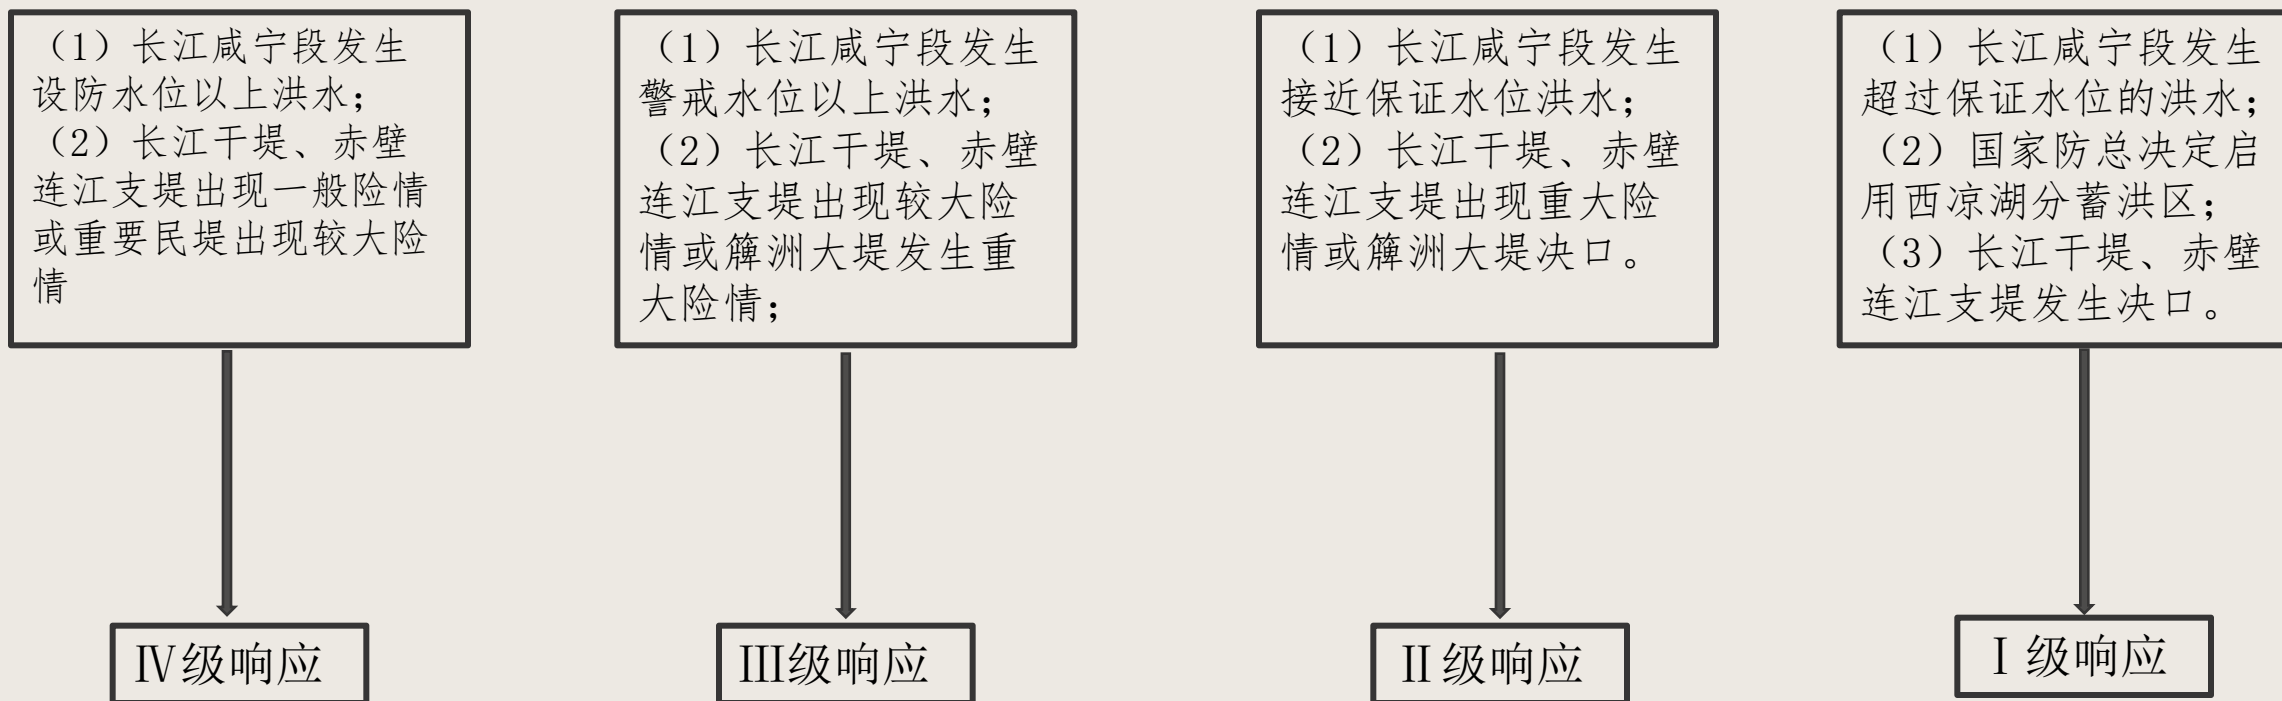 （1）长江咸宁段发生
设防水位以上洪水；
（2）长江干堤、赤壁
连江支堤出现一般险情
或重要民堤出现较大险
情
（1）长江咸宁段发生
警戒水位以上洪水；
（2）长江干堤、赤壁
连江支堤出现较大险
情或簰洲大堤发生重
大险情；
（1）长江咸宁段发生
接近保证水位洪水；
（2）长江干堤、赤壁
连江支堤出现重大险
情或簰洲大堤决口。
（1）长江咸宁段发生
超过保证水位的洪水；
（2）国家防总决定启
用西凉湖分蓄洪区；
（3）长江干堤、赤壁
连江支堤发生决口。
Ⅳ级响应
Ⅲ级响应
Ⅱ级响应
Ⅰ级响应